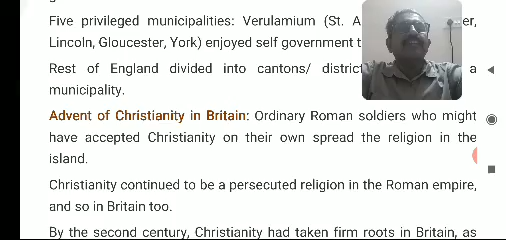 Five privileged municipalities: Verulamium (St. A er,
Lincoln, Gloucester, York) enjoyed self government t
Rest of England divided into cantons/ district a
municipality.
Advent of Christianity in Britain: Ordinary Roman soldiers who might
have accepted Christianity on their own spread the religion in the
island.
Christianity continued to be a persecuted religion in the Roman empire,
and so in Britain too.
By the second century, Christianity had taken firm roots in Britain, as